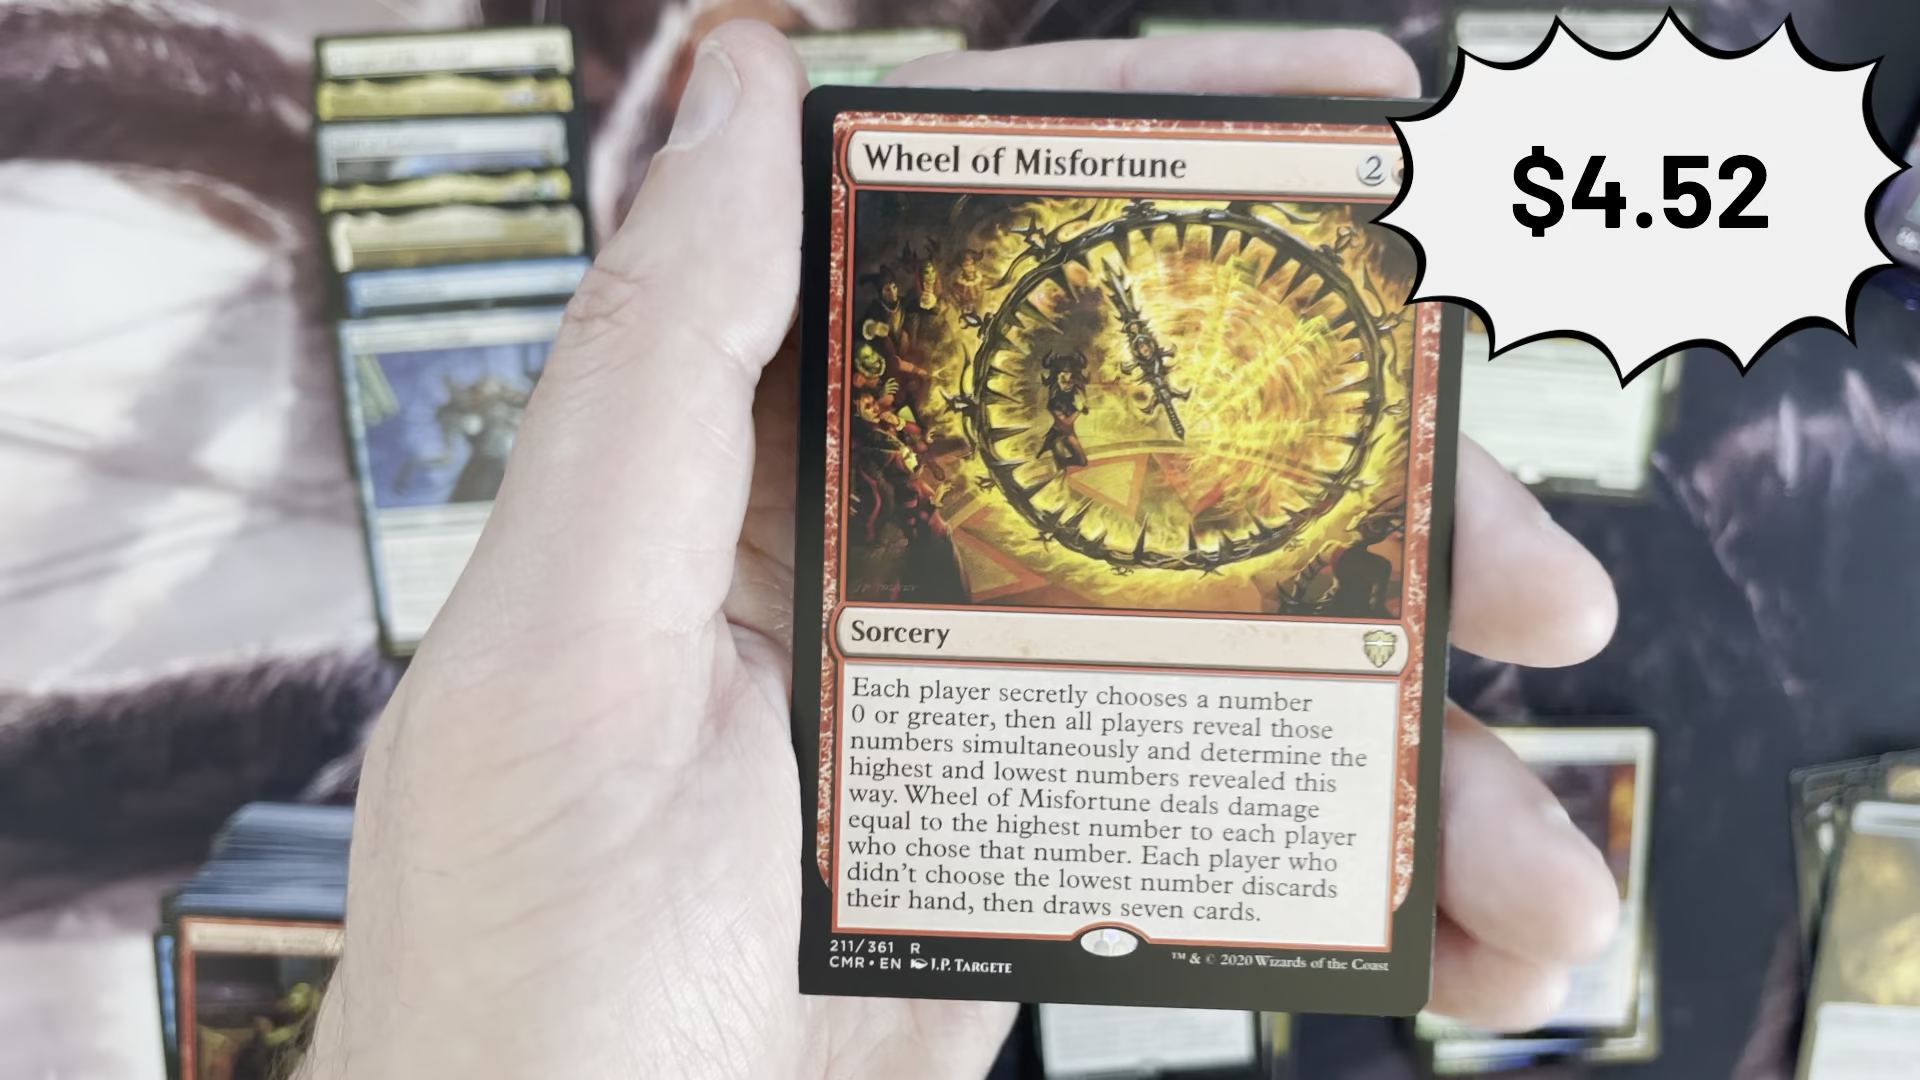 $4.52
Wheel of Misfortune 2
Sorcery
Each player secretly chooses a number
0 or greater, then all players reveal those
numbers simultaneously and determine the
highest and lowest numbers revealed this
way. Wheel of Misfortune deals damage
equal to the highest number to each player
who chose that number. Each player who
didn't choose the lowest number discards
their hand, then draws seven cards.
211/361 R
CMR • EN I.P. TARGETE
™ & © 2020 Wizards of the Coast